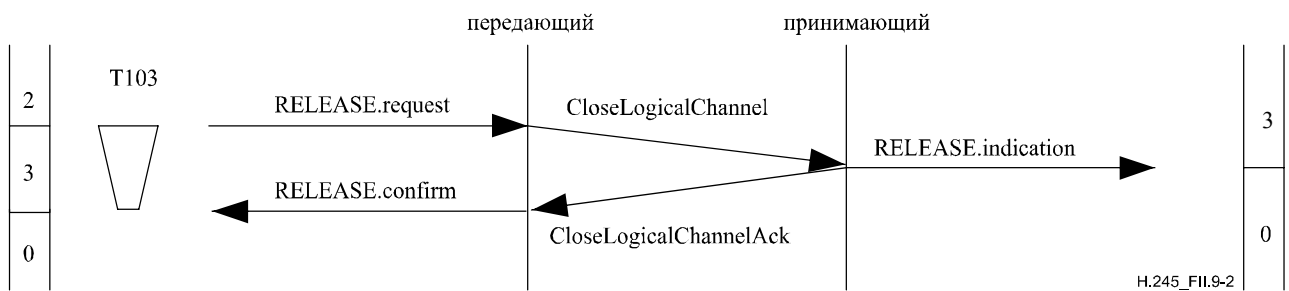 передающий принимающий
T103
2 RELEASE.request CloseLogicalChannel 3
RELEASE.indication
3 RELEASE.confirm
CloseLogicalChannelAck
0 0
H.245_FII.9-2